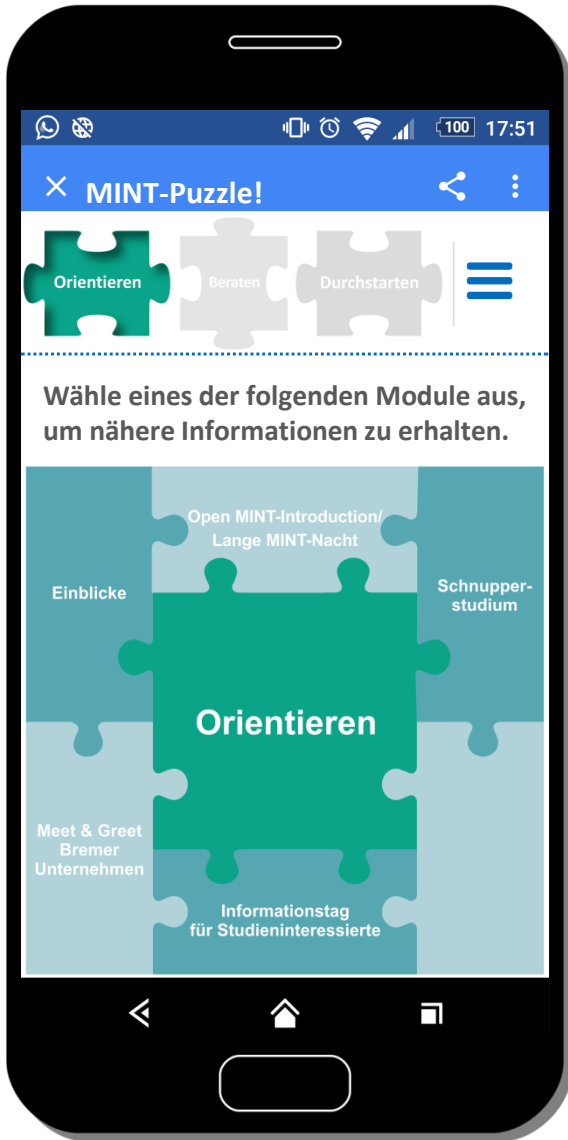 100 17:51
MINT-Puzzle!
Orientieren Beraten Durchstarten
Wähle eines der folgenden Module aus,
um nähere Informationen zu erhalten.
Open MINT-Introduction/
Lange MINT-Nacht
Einblicke
Schnupper-
studium
Orientieren
Meet & Greet
Bremer
Unternehmen
Informationstag
für Studieninteressierte